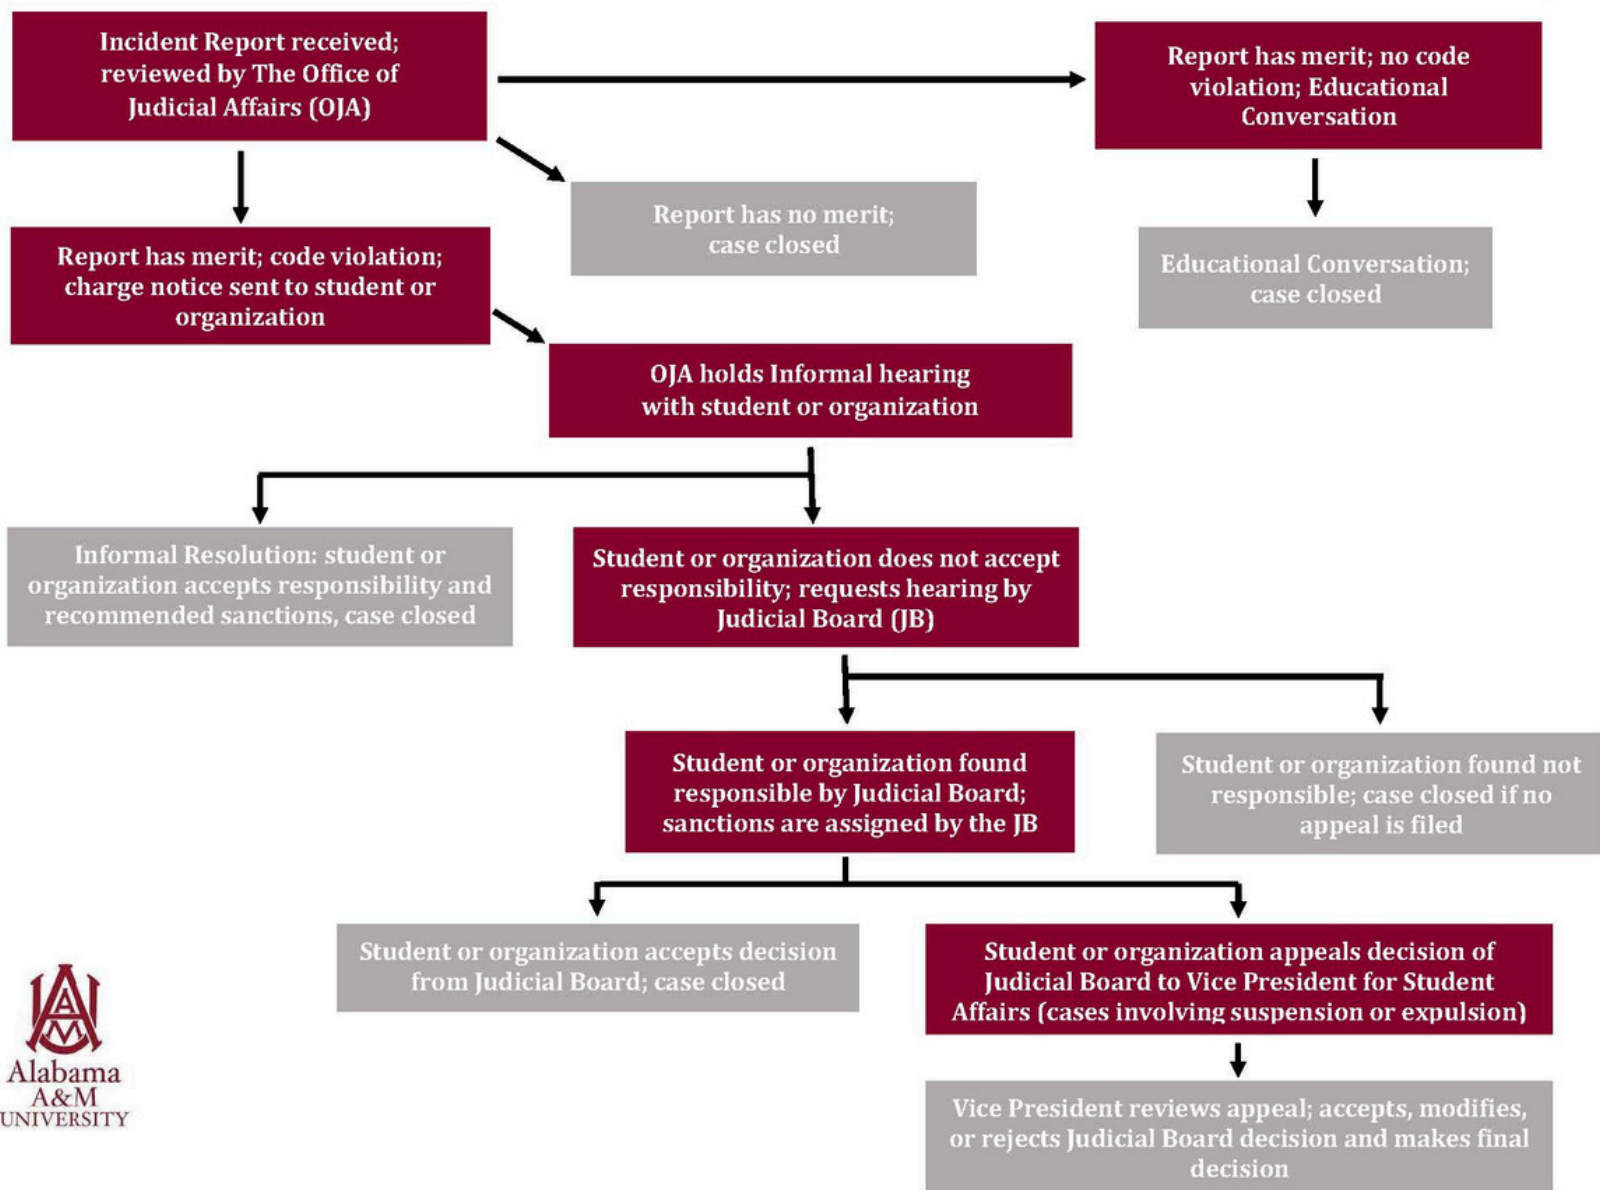 Incident Report received;
reviewed by The Office of
Judicial Affairs (OJA)
Report has merit; no code
violation; Educational
Conversation
Report has no merit;
case closed
Report has merit; code violation;
charge notice sent to student or
organization
Educational Conversation;
case closed
OJA holds Informal hearing
with student or organization
Informal Resolution: student or
organization accepts responsibility and
recommended sanctions, case closed
Student or organization does not accept
responsibility; requests hearing by
Judicial Board (JB)
Student or organization found
responsible by Judicial Board;
sanctions are assigned by the JB
Student or organization found not
responsible; case closed if no
appeal is filed
Student or organization accepts decision
from Judicial Board; case closed
Student or organization appeals decision of
Judicial Board to Vice President for Student
Affairs (cases involving suspension or expulsion)
Vice President reviews appeal; accepts, modifies,
or rejects Judicial Board decision and makes final
decision
AAM
Alabama
A&M
UNIVERSITY